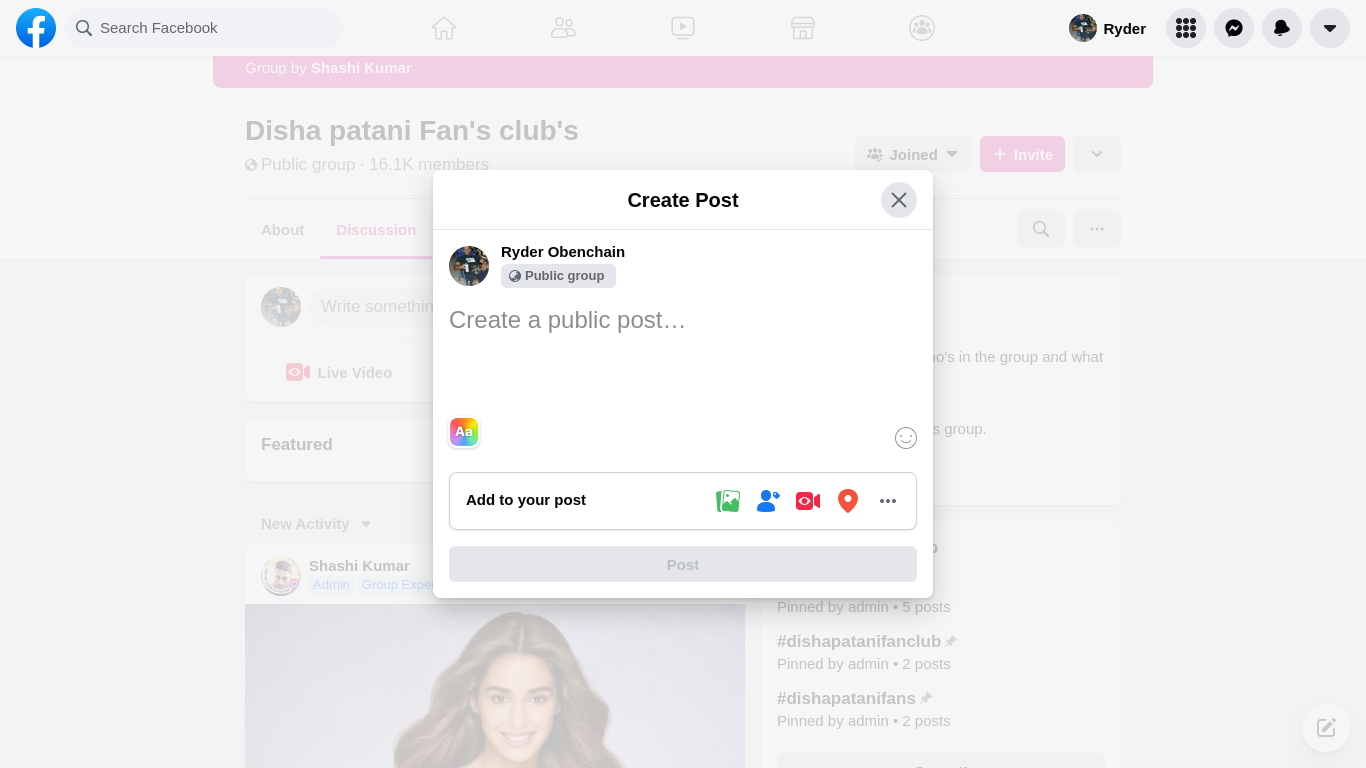 Search Facebook
Ryder
Group by Shashi Kumar
Disha patani Fan's club's
Public group · 16.1K members
Joined
Invite
About
Discussion
Create Post
Ryder Obenchain
Public group
Create a public post…
Aa
Add to your post
Post
Write somethin
Live Video
Featured
New Activity
Shashi Kumar
Admin
Group Exper
in the group and what
group.
Pinned by admin • 5 posts
#dishapatanifanclub
Pinned by admin • 2 posts
#dishapatanifans
Pinned by admin • 2 posts